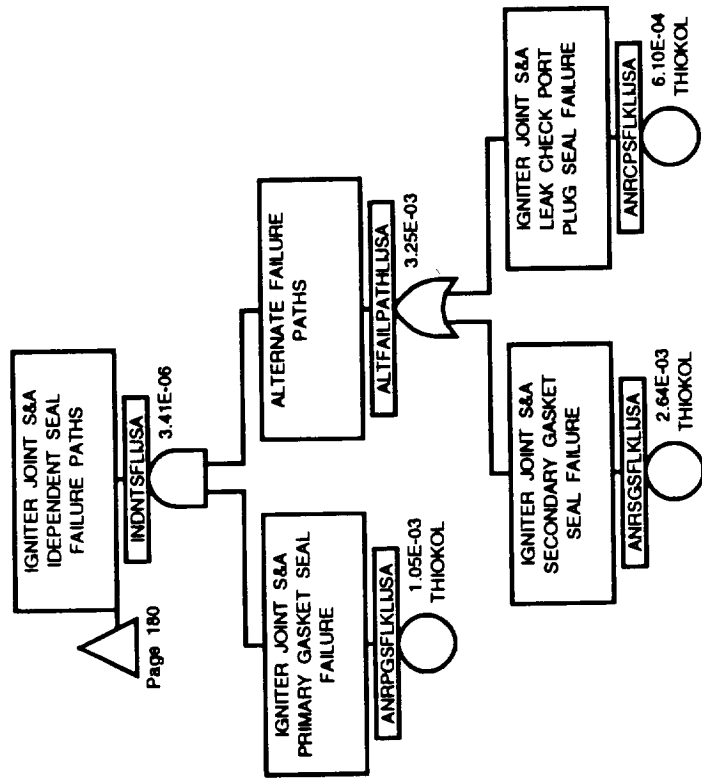 IGNITER JOINT S&A
IDEPENDENT SEAL
FAILURE PATHS
INDNTSFLIJSA
3.41E-06
Page 180
IGNITER JOINT S&A
PRIMARY GASKET SEAL
FAILURE
ANRPGSFLKLIJSA
1.05E-03
THIOKOL
ALTERNATE FAILURE
PATHS
ALTFAILPATHLIJSA
3.25E-03
IGNITER JOINT S&A
SECONDARY GASKET
SEAL FAILURE
ANRSGSFLKLIJSA
2.64E-03
THIOKOL
IGNITER JOINT S&A
LEAK CHECK PORT
PLUG SEAL FAILURE
ANRCPSFLKLIJSA
6.10E-04
THIOKOL